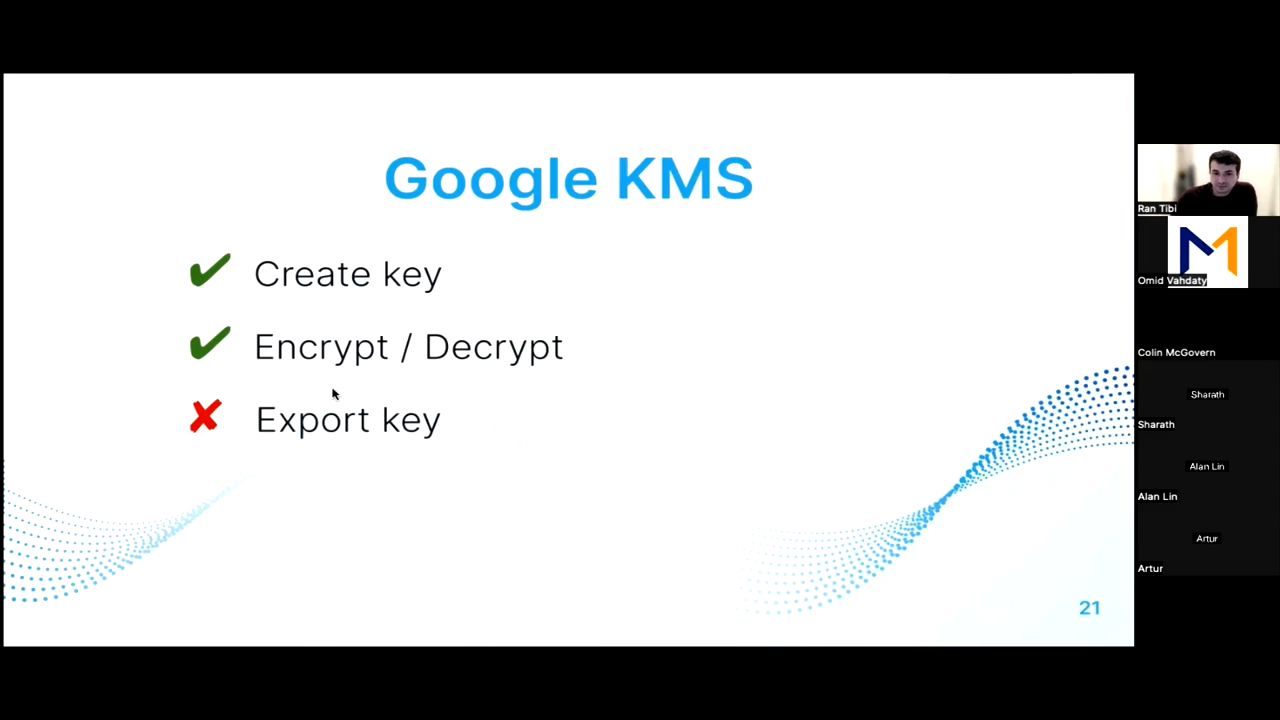 Google KMS
✔ Create key
✔ Encrypt / Decrypt
✘ Export key
21
Ran Tibi
M
Omid Vahdaty
Colin McGovern
Sharath
Sharath
Alan Lin
Alan Lin
Artur
Artur